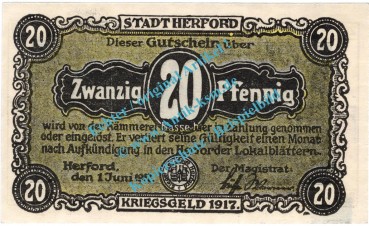 20 STADT HERFORD 20
Dieser Gutschein über
Zwanzig 20 Pfennig
wird von der Kämmereikasse hier in Zahlung genommen
oder eingelöst. Er verliert seine Gültigkeit einen Monat
nach Aufkündigung in den Herforder Lokalblättern.
Herford, Der Magistrat:
den 1 Juni
20 KRIEGSGELD 1917. 20